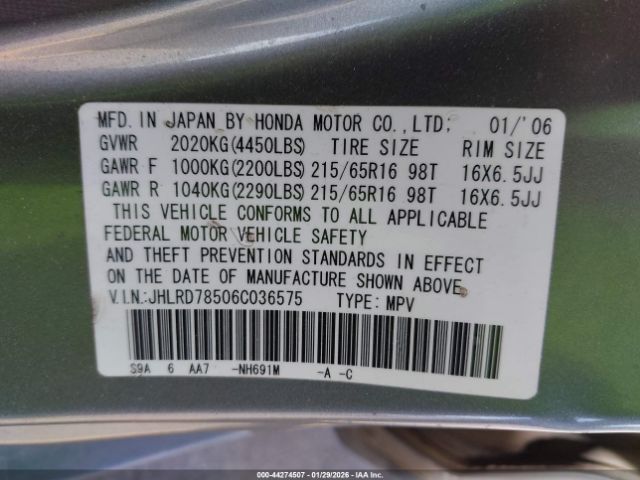 MFD. IN JAPAN BY HONDA MOTOR CO.,LTD. 01/'06
GVWR 2020KG(4450LBS) TIRE SIZE RIM SIZE
GAWR F 1000KG(2200LBS) 215/65R16 98T 16X6.5JJ
GAWR R 1040KG(2290LBS) 215/65R16 98T 16X6.5JJ
THIS VEHICLE CONFORMS TO ALL APPLICABLE
FEDERAL MOTOR VEHICLE SAFETY
AND THEFT PREVENTION STANDARDS IN EFFECT
ON THE DATE OF MANUFACTURE SHOWN ABOVE.
V.I.N.:JHLRD78506C036575 TYPE: MPV
S9A 6 AA7 -NH691M -A -C
000-44274507 - 01/29/2026 - IAA Inc.